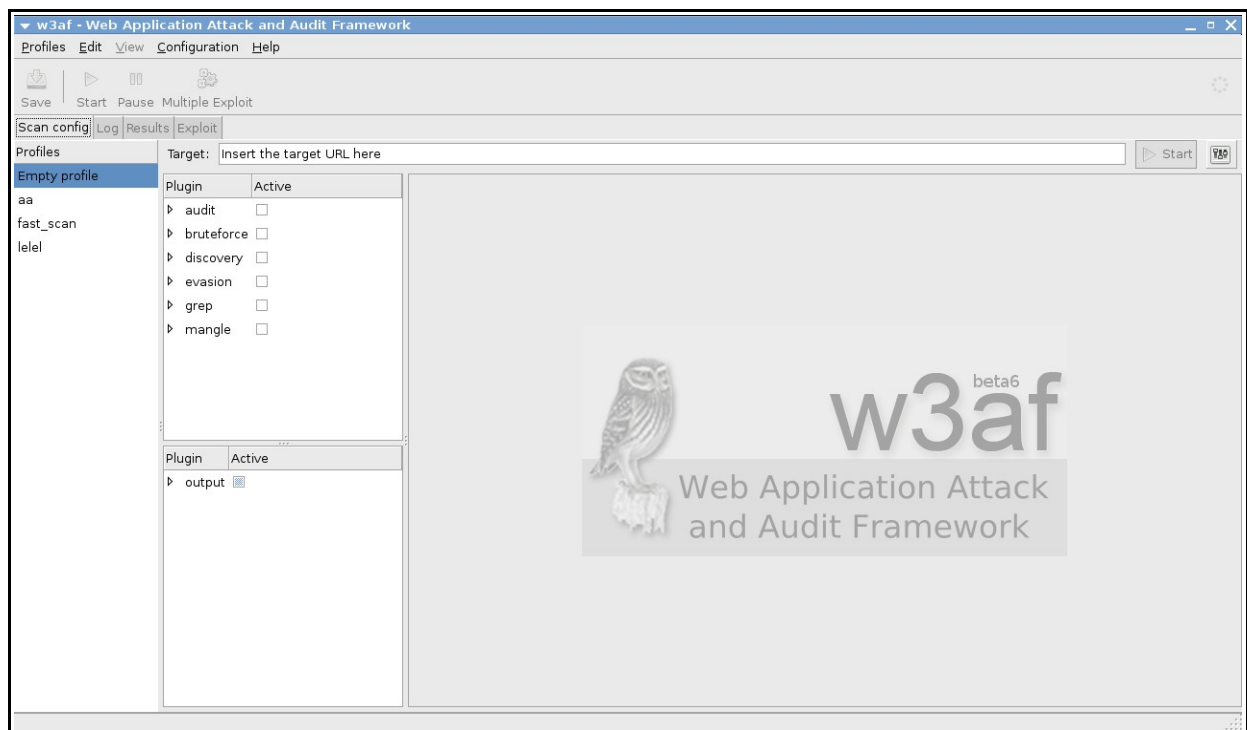 w3af - Web Application Attack and Audit Framework
Profiles Edit View Configuration Help
Save Start Pause Multiple Exploit
Scan config Log Results Exploit
Profiles
Target: Insert the target URL here Start
Empty profile
aa
fast_scan
lelel
Plugin Active
audit
bruteforce
discovery
evasion
grep
mangle
Plugin Active
output
beta6
w3af
Web Application Attack
and Audit Framework